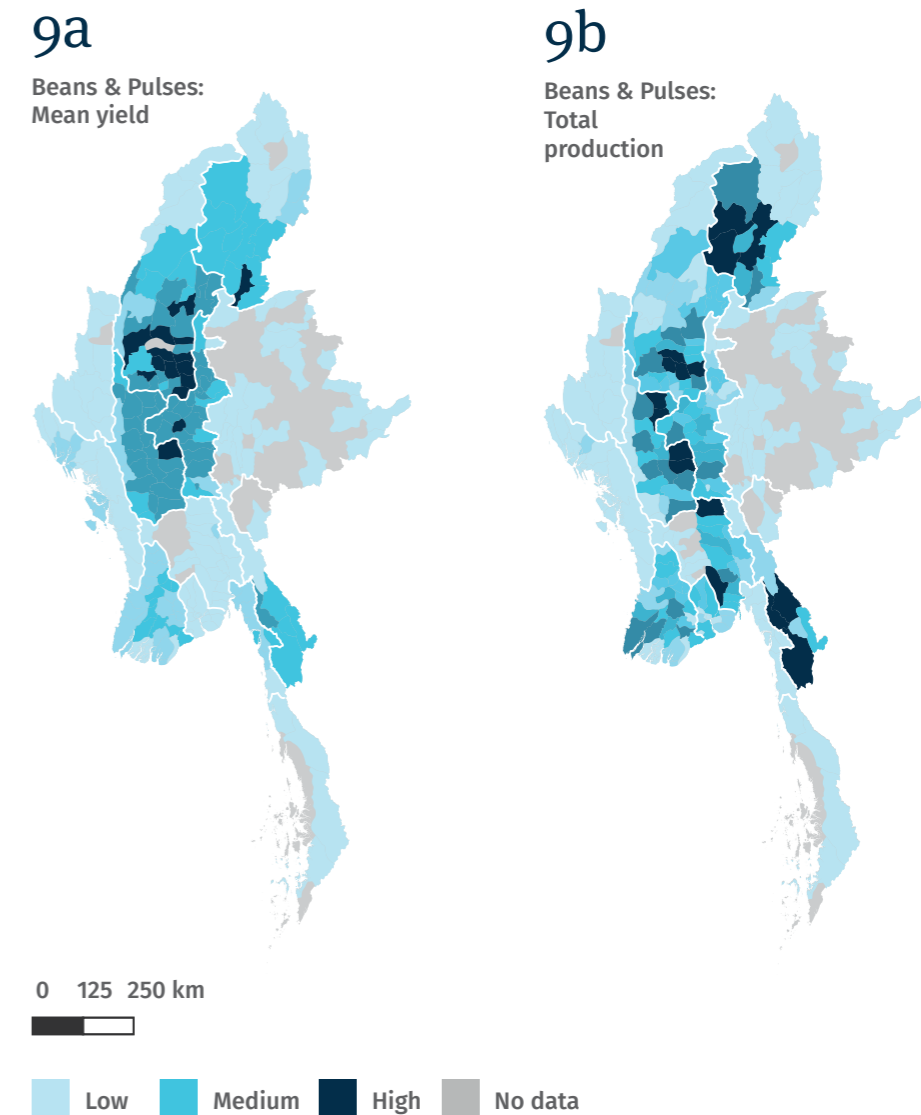 9a
Beans & Pulses:
Mean yield
9b
Beans & Pulses:
Total
production
0 125 250 km
Low Medium High No data